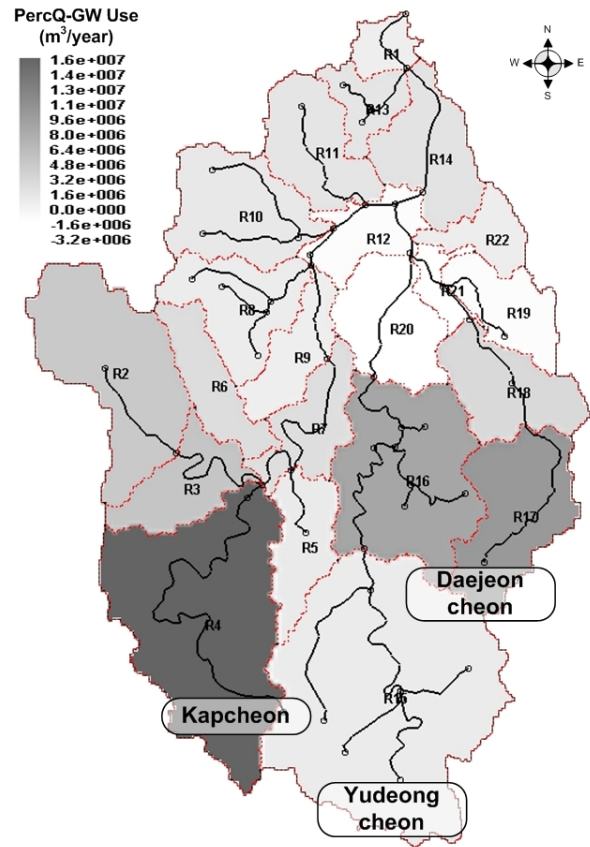 PercQ-GW Use
(m³/year)
1.6e+007
1.4e+007
1.3e+007
1.1e+007
9.6e+006
8.0e+006
6.4e+006
4.8e+006
3.2e+006
1.6e+006
0.0e+000
-1.6e+006
-3.2e+006
N
W E
S
R1
R13
R11
R14
R10
R12
R22
R8
R21
R19
R20
R2
R9
R6
R18
R7
R3
R16
R17
R5
Daejeon
cheon
R4
R15
Kapcheon
Yudeong
cheon